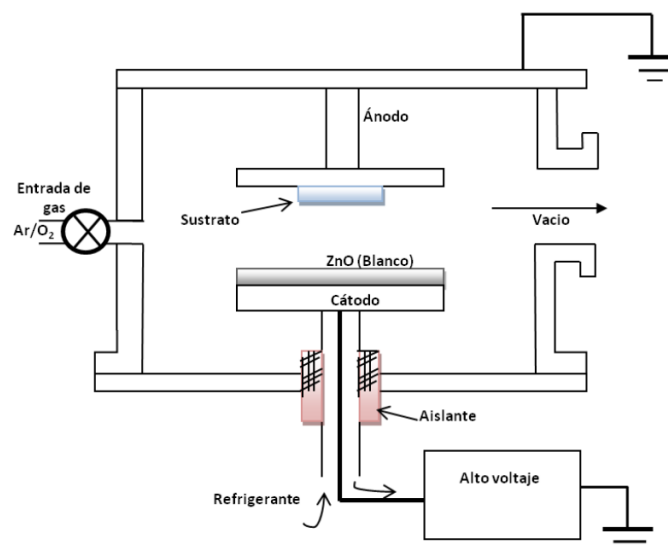 Ánodo
Entrada de
gas
Ar/O₂
Sustrato
Vacio
ZnO (Blanco)
Cátodo
Aislante
Refrigerante
Alto voltaje